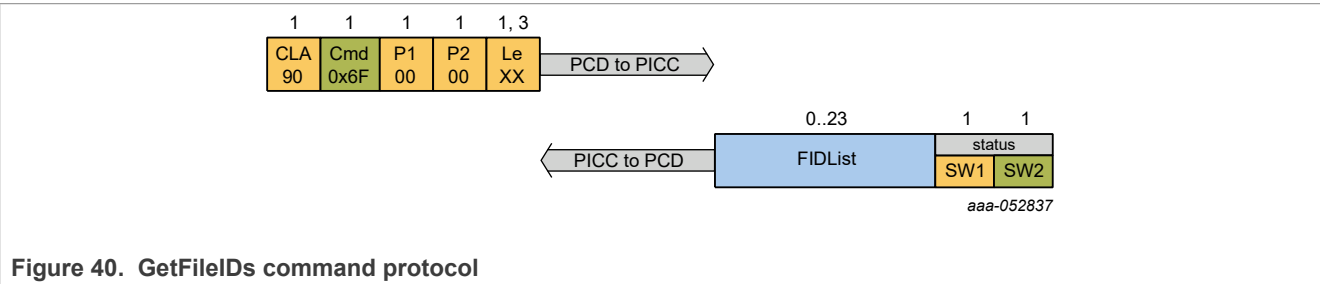 1 1 1 1 1, 3
CLA Cmd P1 P2 Le
90 0x6F 00 00 XX
PCD to PICC
0..23 1 1
PICC to PCD FIDList status
SW1 SW2
aaa-052837
Figure 40. GetFileIDs command protocol